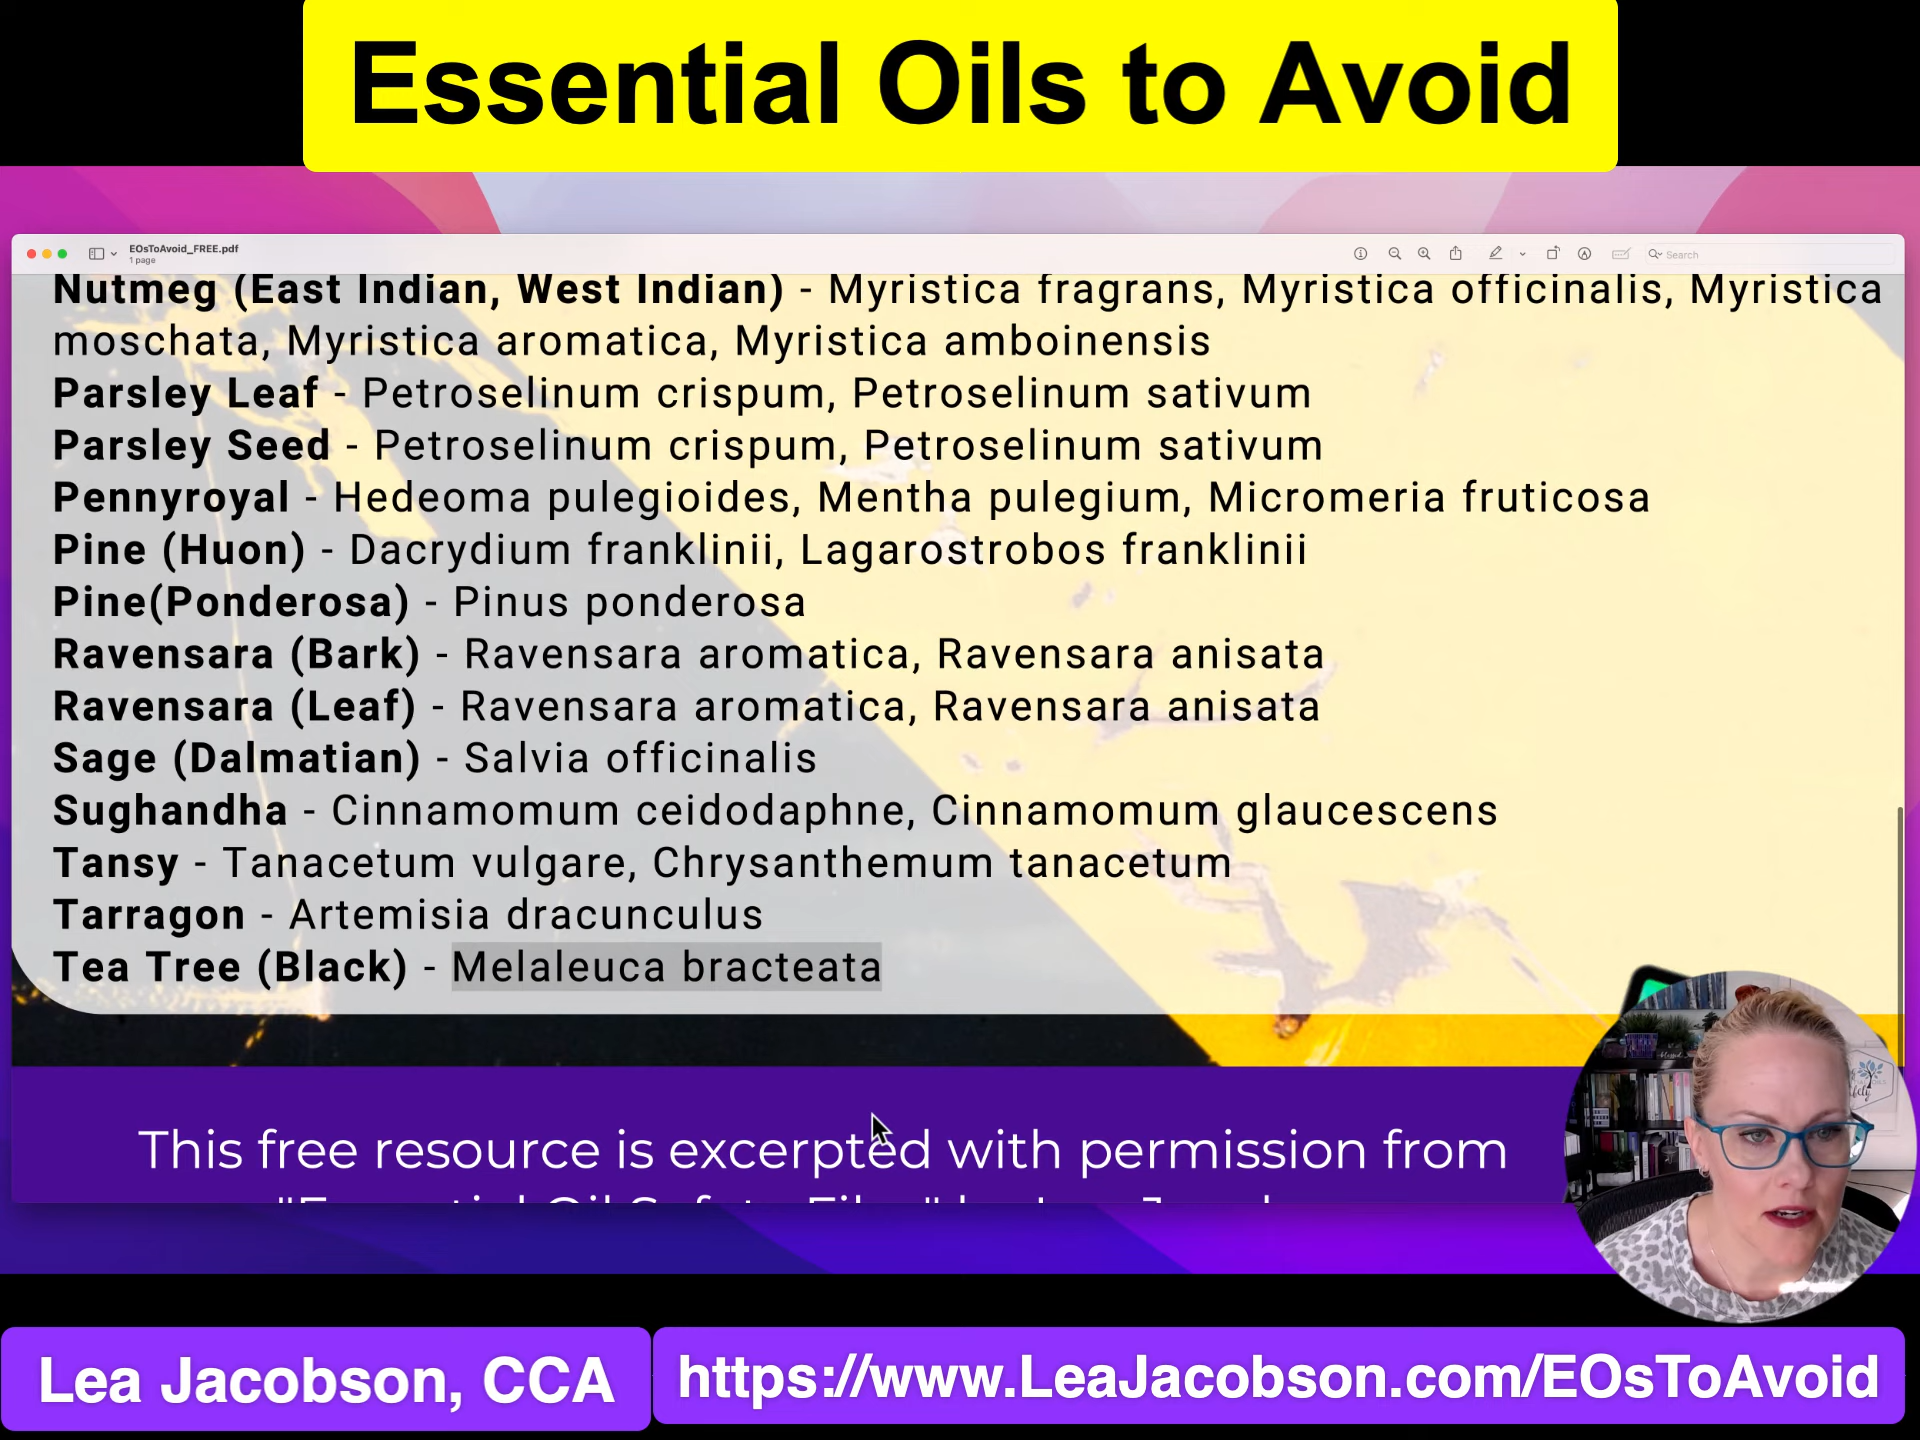 Essential Oils to Avoid
EOsToAvoid_FREE.pdf
1 page
Search
Nutmeg (East Indian, West Indian) - Myristica fragrans, Myristica officinalis, Myristica
moschata, Myristica aromatica, Myristica amboinensis
Parsley Leaf - Petroselinum crispum, Petroselinum sativum
Parsley Seed - Petroselinum crispum, Petroselinum sativum
Pennyroyal - Hedeoma pulegioides, Mentha pulegium, Micromeria fruticosa
Pine (Huon) - Dacrydium franklinii, Lagarostrobos franklinii
Pine(Ponderosa) - Pinus ponderosa
Ravensara (Bark) - Ravensara aromatica, Ravensara anisata
Ravensara (Leaf) - Ravensara aromatica, Ravensara anisata
Sage (Dalmatian) - Salvia officinalis
Sughandha - Cinnamomum ceidodaphne, Cinnamomum glaucescens
Tansy - Tanacetum vulgare, Chrysanthemum tanacetum
Tarragon - Artemisia dracunculus
Tea Tree (Black) - Melaleuca bracteata
This free resource is excerpted with permission from
Lea Jacobson, CCA
https://www.LeaJacobson.com/EOsToAvoid